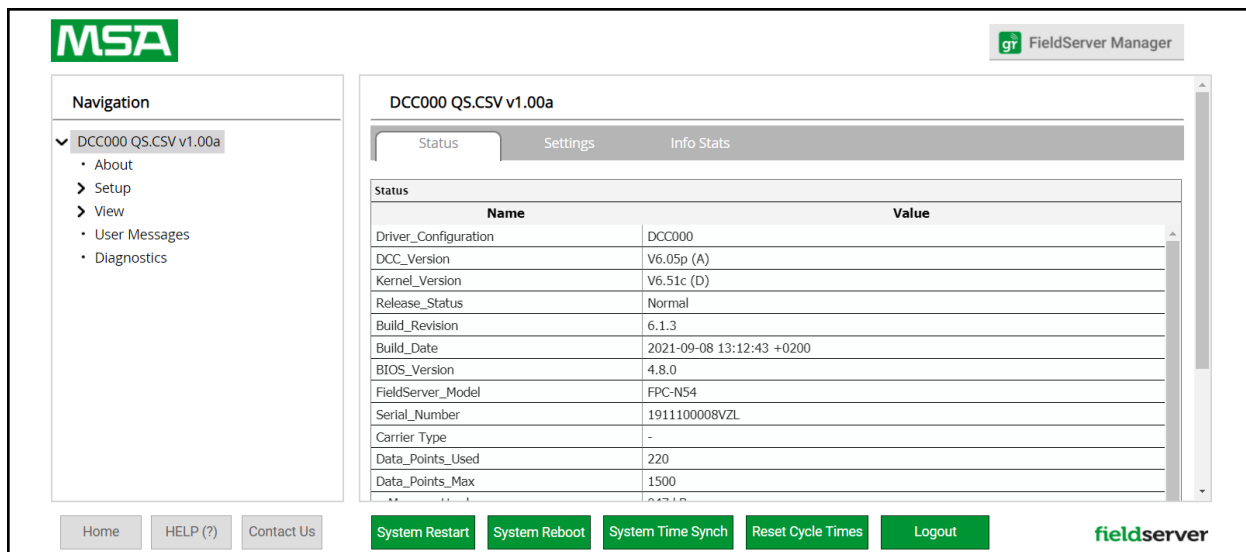 MSA
FieldServer Manager
Navigation
DCC000 QS.CSV v1.00a
About
Setup
View
User Messages
Diagnostics
DCC000 QS.CSV v1.00a
Status Settings Info Stats
Status
Name Value
Driver_Configuration DCC000
DCC_Version V6.05p (A)
Kernel_Version V6.51c (D)
Release_Status Normal
Build_Revision 6.1.3
Build_Date 2021-09-08 13:12:43 +0200
BIOS_Version 4.8.0
FieldServer_Model FPC-N54
Serial_Number 1911100008VZL
Carrier Type -
Data_Points_Used 220
Data_Points_Max 1500
Home HELP (?) Contact Us System Restart System Reboot System Time Synch Reset Cycle Times Logout fieldserver